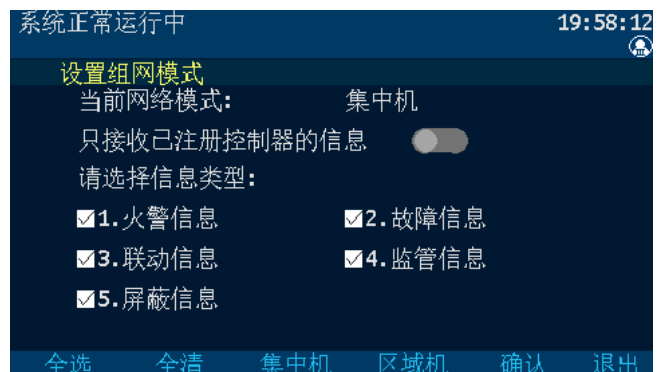 系统正常运行中 19:58:12
设置组网模式
当前网络模式: 集中机
只接收已注册控制器的信息
请选择信息类型:
1.火警信息 2.故障信息
3.联动信息 4.监管信息
5.屏蔽信息
全选 全清 集中机 区域机 确认 退出